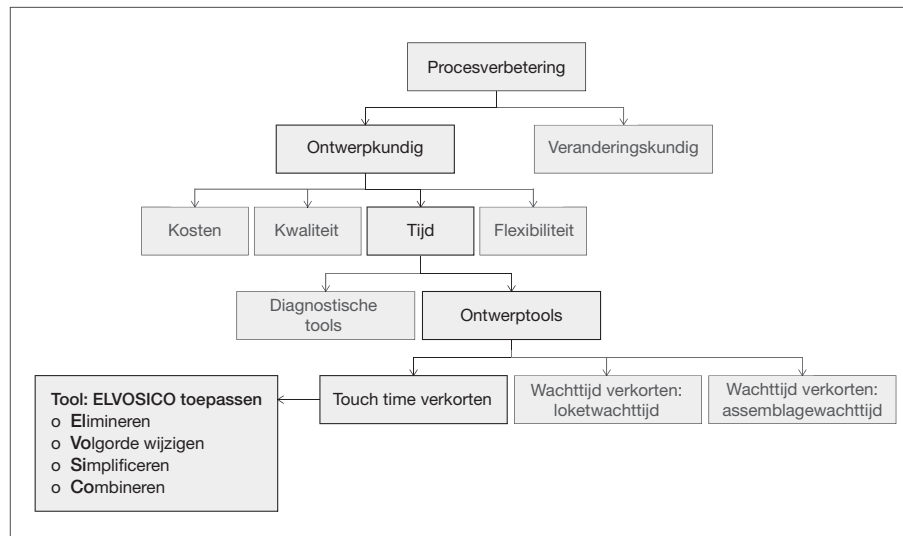 Procesverbetering
Ontwerpkundig
Veranderingskundig
Kosten
Kwaliteit
Tijd
Flexibiliteit
Diagnostische
tools
Ontwerptools
Tool: ELVOSICO toepassen
o Elimineren
o Volgorde wijzigen
o Simplificeren
o Combineren
Touch time verkorten
Wachttijd verkorten:
loketwachttijd
Wachttijd verkorten:
assemblagewachttijd